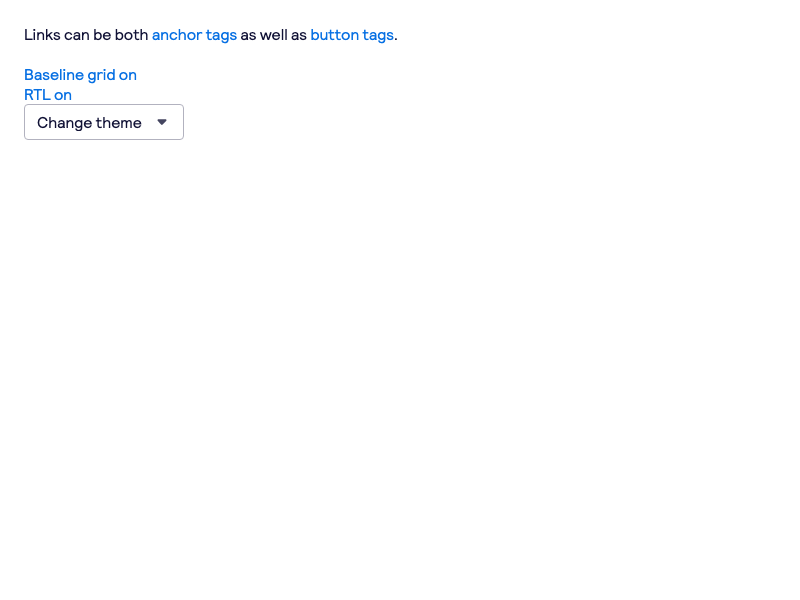 Links can be both anchor tags as well as button tags.
Baseline grid on
RTL on
Change theme